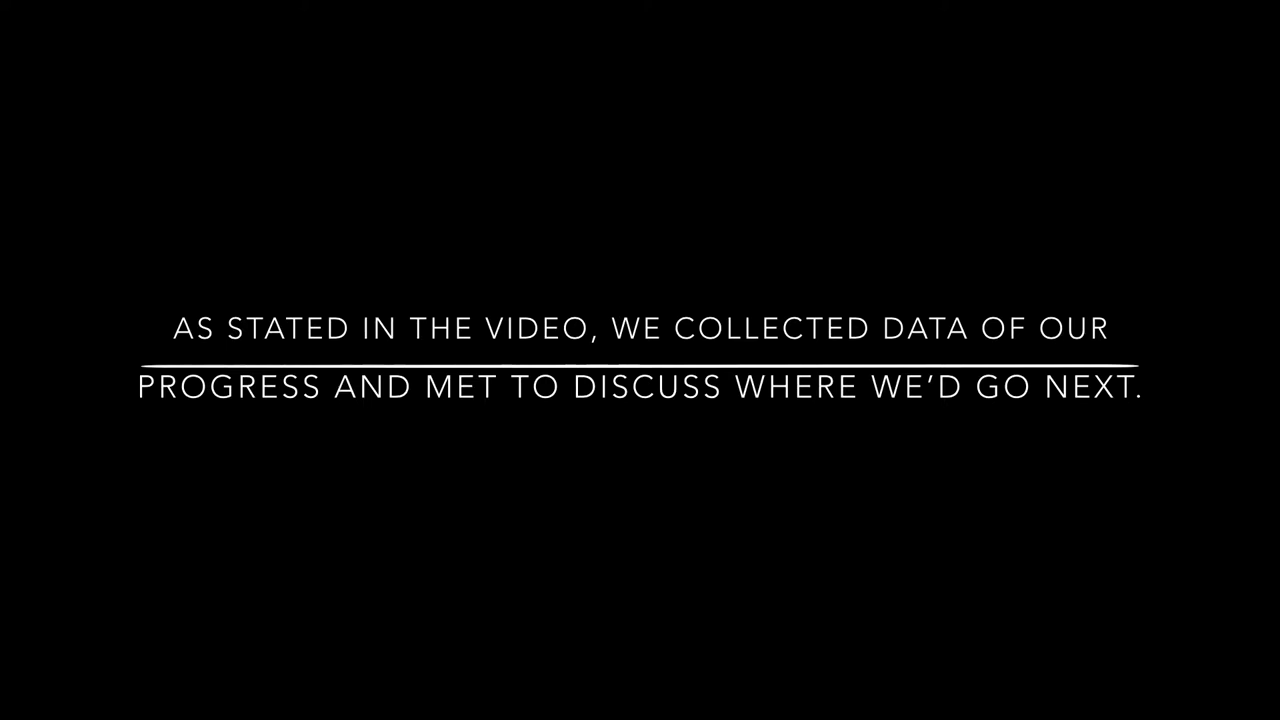 AS STATED IN THE VIDEO, WE COLLECTED DATA OF OUR
PROGRESS AND MET TO DISCUSS WHERE WE’D GO NEXT.